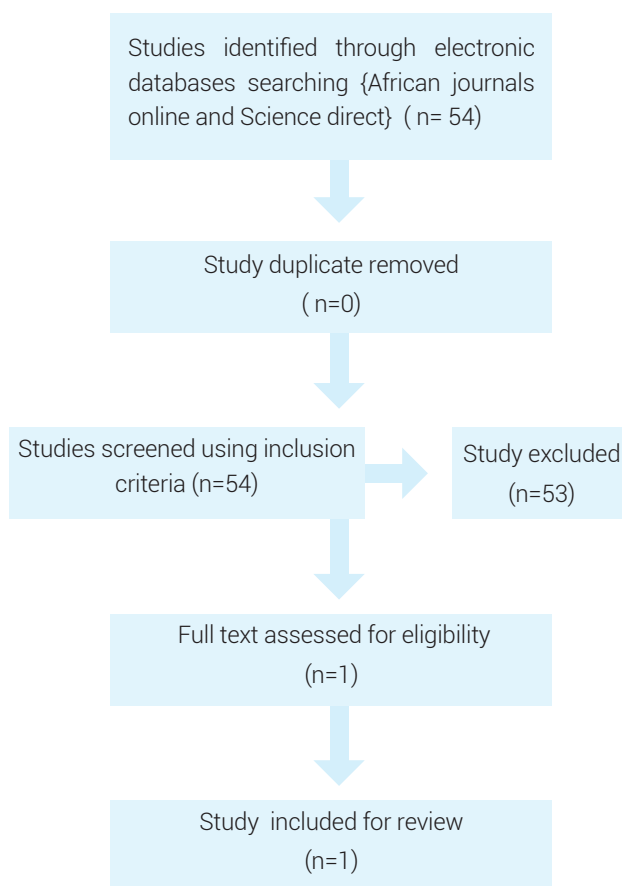 Studies identified through electronic
databases searching {African journals
online and Science direct} ( n= 54)
Study duplicate removed
( n=0)
Studies screened using inclusion
criteria (n=54)
Study excluded
(n=53)
Full text assessed for eligibility
(n=1)
Study included for review
(n=1)